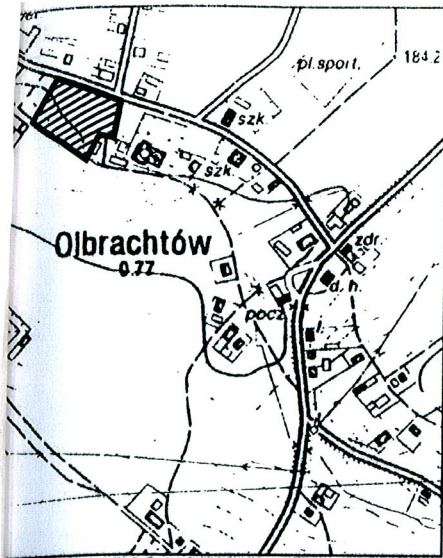 pl. sport.
184.2
szk.
szk.
Olbrachtów
0.77
zdr.
d. h.
pocz.
l.